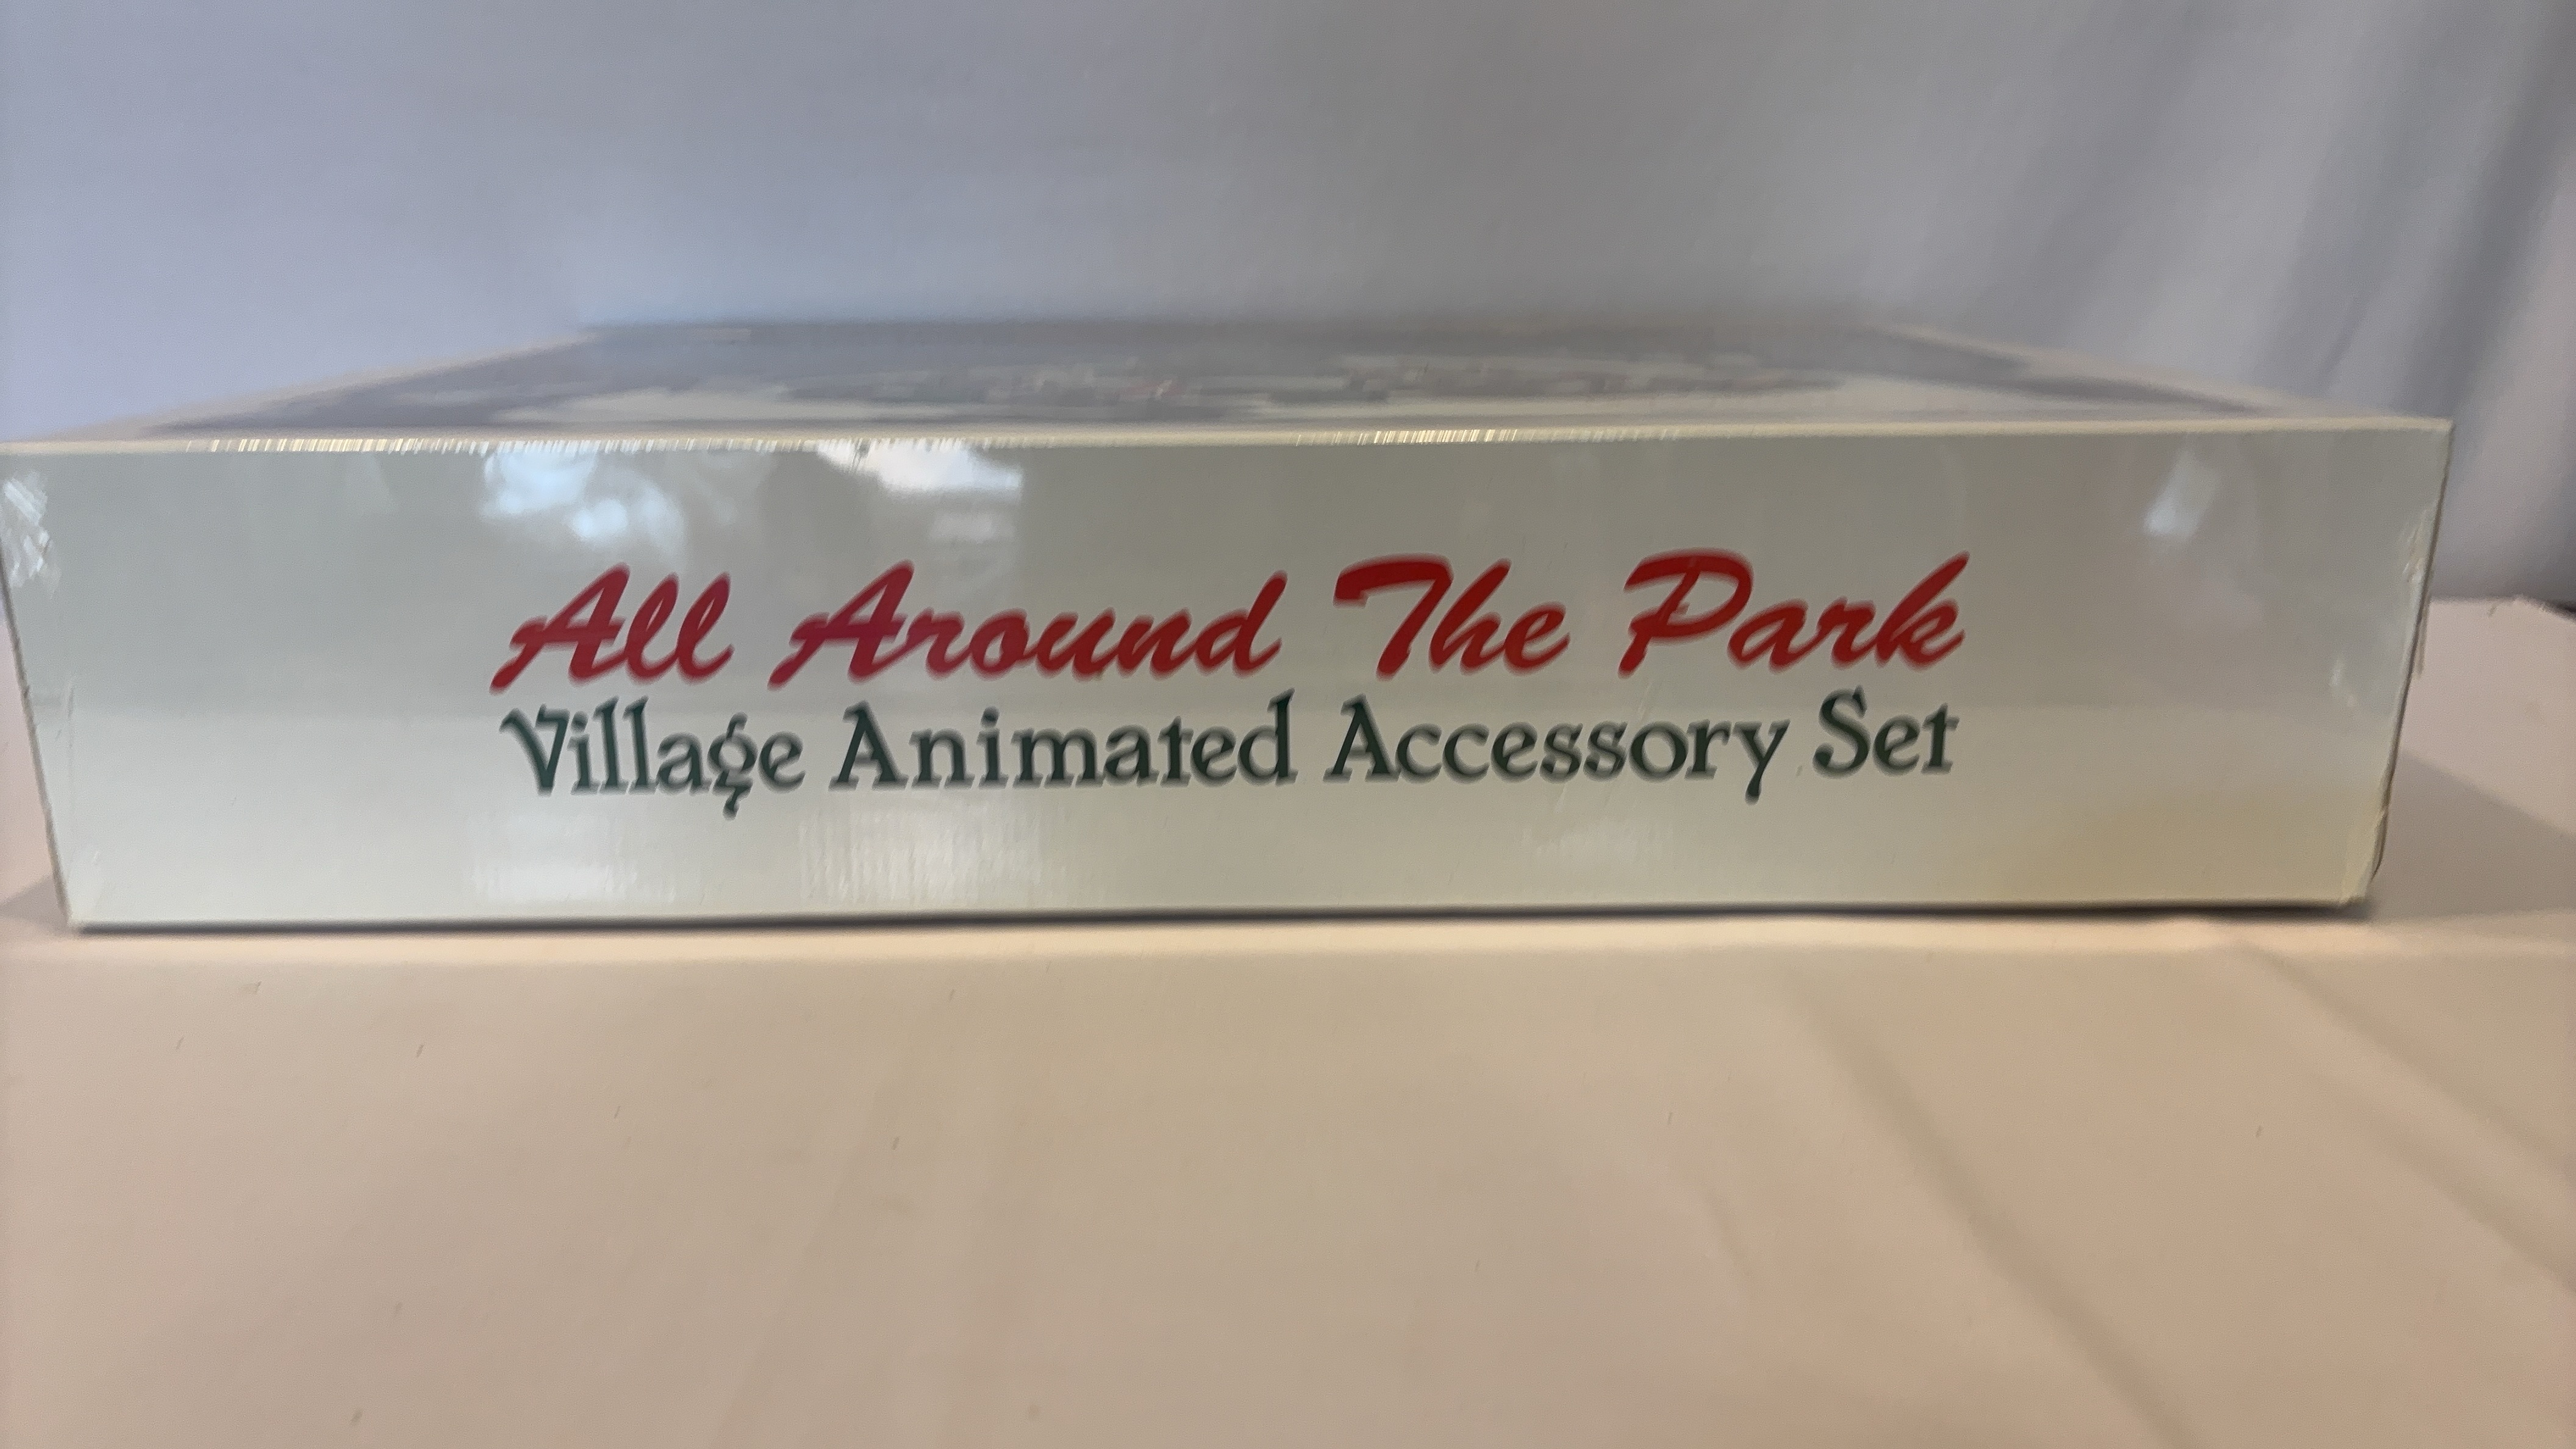 All Around The Park
Village Animated Accessory Set